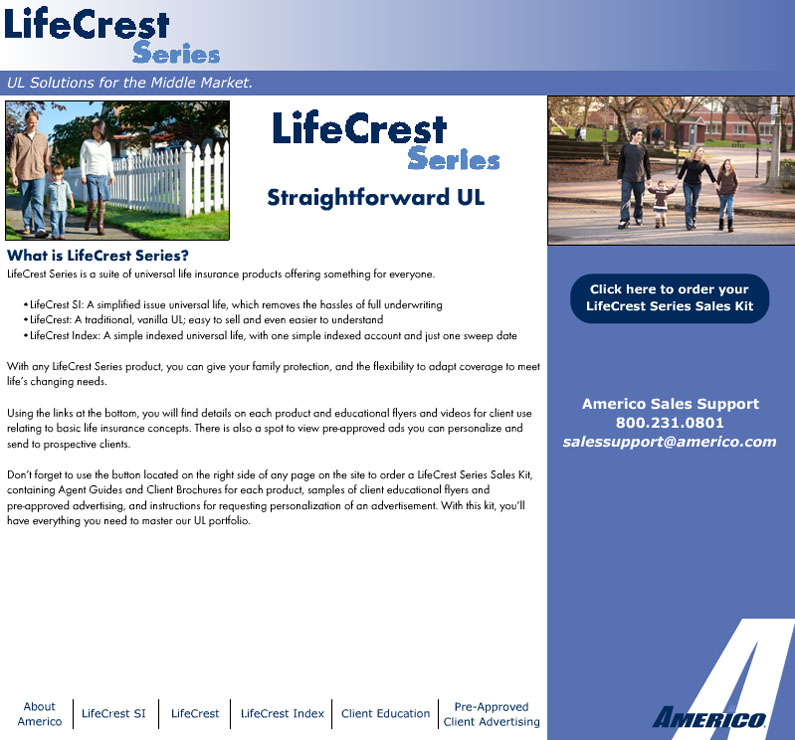 LifeCrest
Series
UL Solutions for the Middle Market.
LifeCrest
Series
Straightforward UL
What is LifeCrest Series?
LifeCrest Series is a suite of universal life insurance products offering something for everyone.
• LifeCrest SI: A simplified issue universal life, which removes the hassles of full underwriting
• LifeCrest: A traditional, vanilla UL; easy to sell and even easier to understand
• LifeCrest Index: A simple indexed universal life, with one simple indexed account and just one sweep date
With any LifeCrest Series product, you can give your family protection, and the flexibility to adapt coverage to meet
life's changing needs.
Using the links at the bottom, you will find details on each product and educational flyers and videos for client use
relating to basic life insurance concepts. There is also a spot to view pre-approved ads you can personalize and
send to prospective clients.
Don't forget to use the button located on the right side of any page on the site to order a LifeCrest Series Sales Kit,
containing Agent Guides and Client Brochures for each product, samples of client educational flyers and
pre-approved advertising, and instructions for requesting personalization of an advertisement. With this kit, you'll
have everything you need to master our UL portfolio.
Click here to order your
LifeCrest Series Sales Kit
Americo Sales Support
800.231.0801
salessupport@americo.com
About
Americo
LifeCrest SI
LifeCrest
LifeCrest Index
Client Education
Pre-Approved
Client Advertising
AMERICO